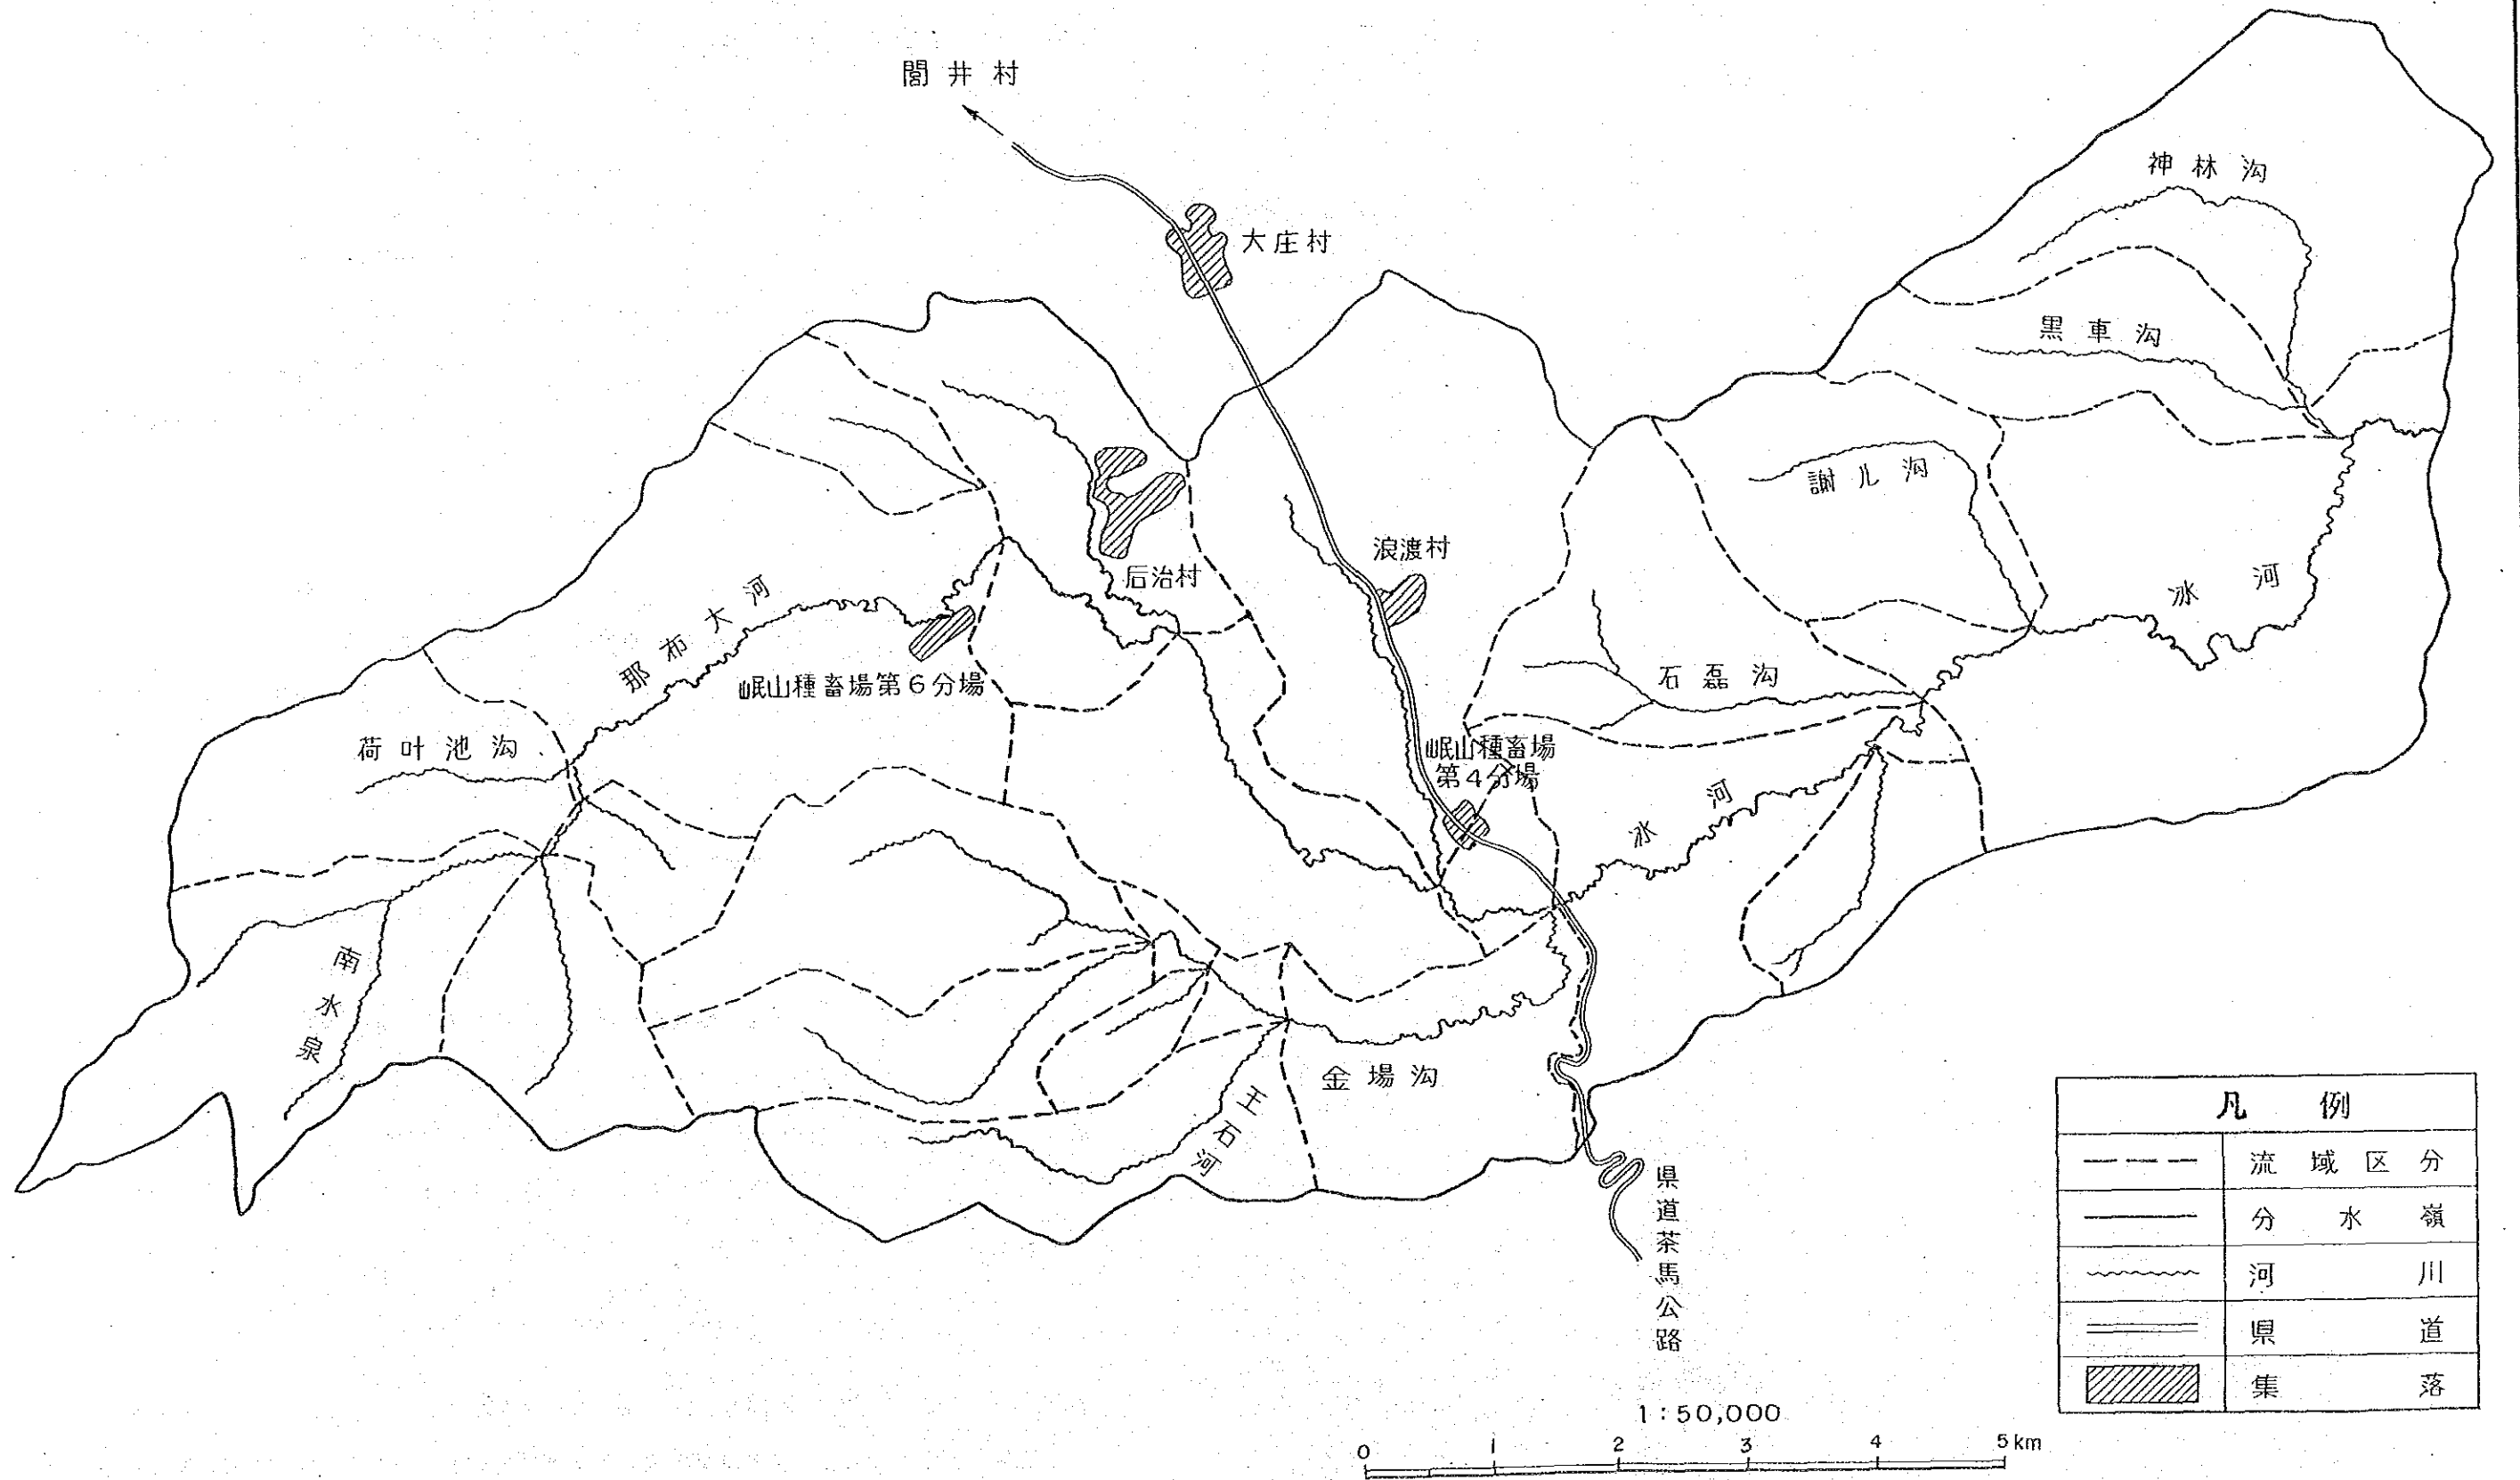 閭井村
大庄村
神林沟
黒車沟
謝儿沟
浪渡村
后治村
冰河
那布大河
岷山種畜場第6分場
石磊沟
荷叶池沟
岷山種畜場
第4分場
冰河
南水泉
金場沟
王石河
県道茶馬公路
凡例
流域区分
分水嶺
河川
県道
集落
1:50,000
0 1 2 3 4 5km